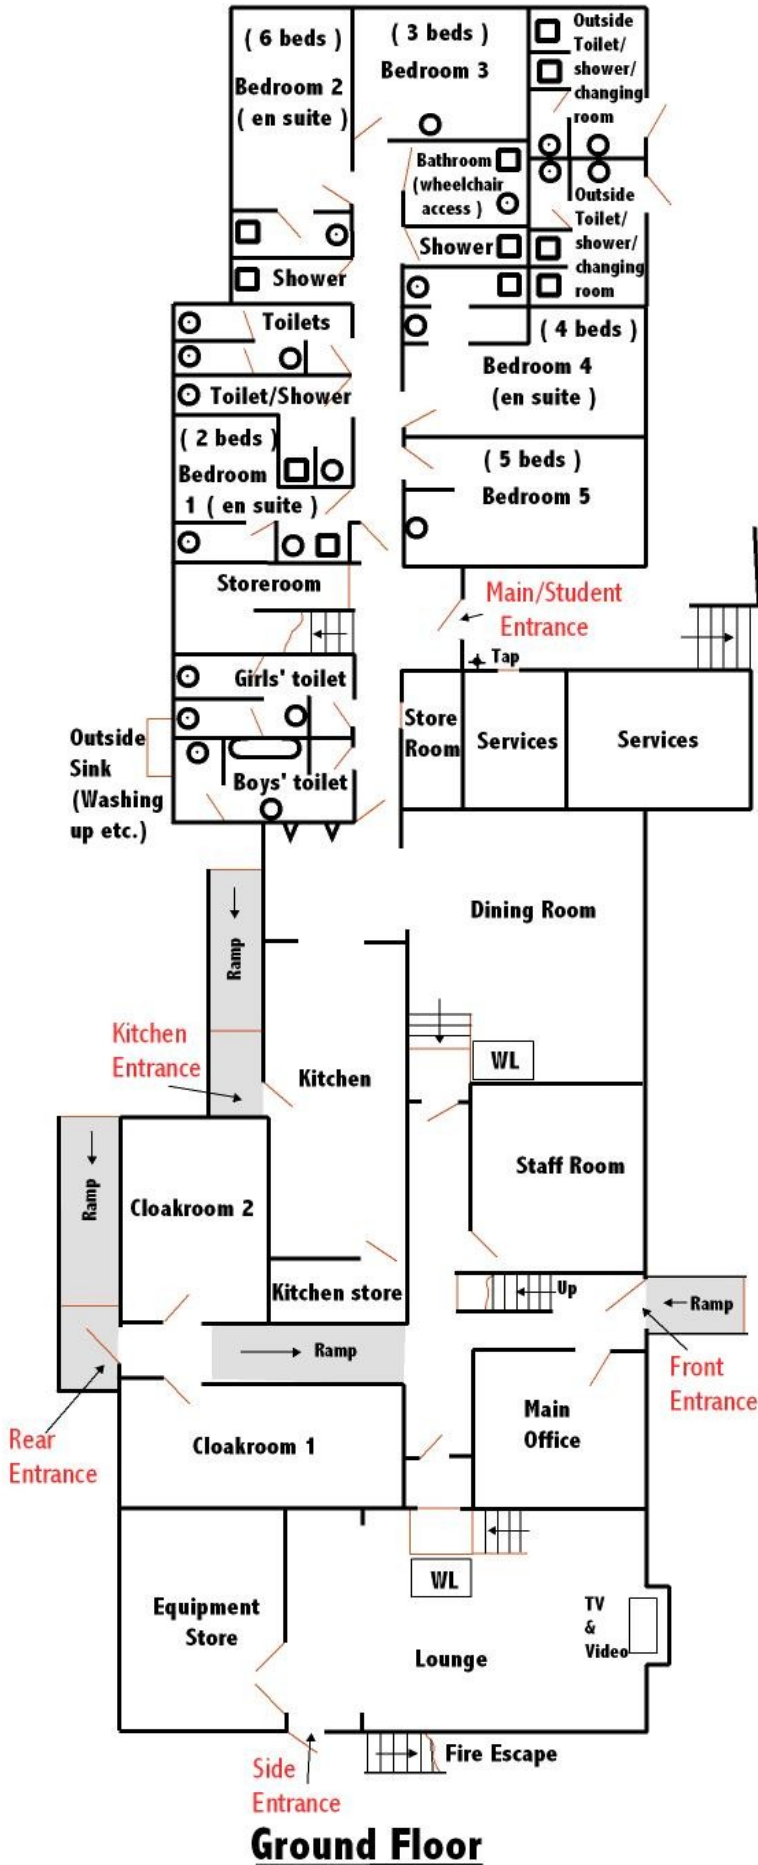 ( 6 beds )
Bedroom 2
( en suite )
( 3 beds )
Bedroom 3
Outside
Toilet/
shower/
changing
room
Bathroom
(wheelchair
access )
Outside
Toilet/
shower/
changing
room
Shower
Shower
Toilets
( 4 beds )
Bedroom 4
(en suite )
Toilet/Shower
( 2 beds )
Bedroom
1 ( en suite )
( 5 beds )
Bedroom 5
Storeroom
Main/Student
Entrance
Tap
Girls' toilet
Store
Room
Services
Services
Outside
Sink
(Washing
up etc.)
Boys' toilet
Dining Room
Ramp
Kitchen
Entrance
Kitchen
WL
Staff Room
Ramp
Cloakroom 2
Kitchen store
Up
Ramp
Ramp
Front
Entrance
Main
Office
Rear
Entrance
Cloakroom 1
WL
Equipment
Store
TV
&
Video
Lounge
Fire Escape
Side
Entrance
Ground Floor